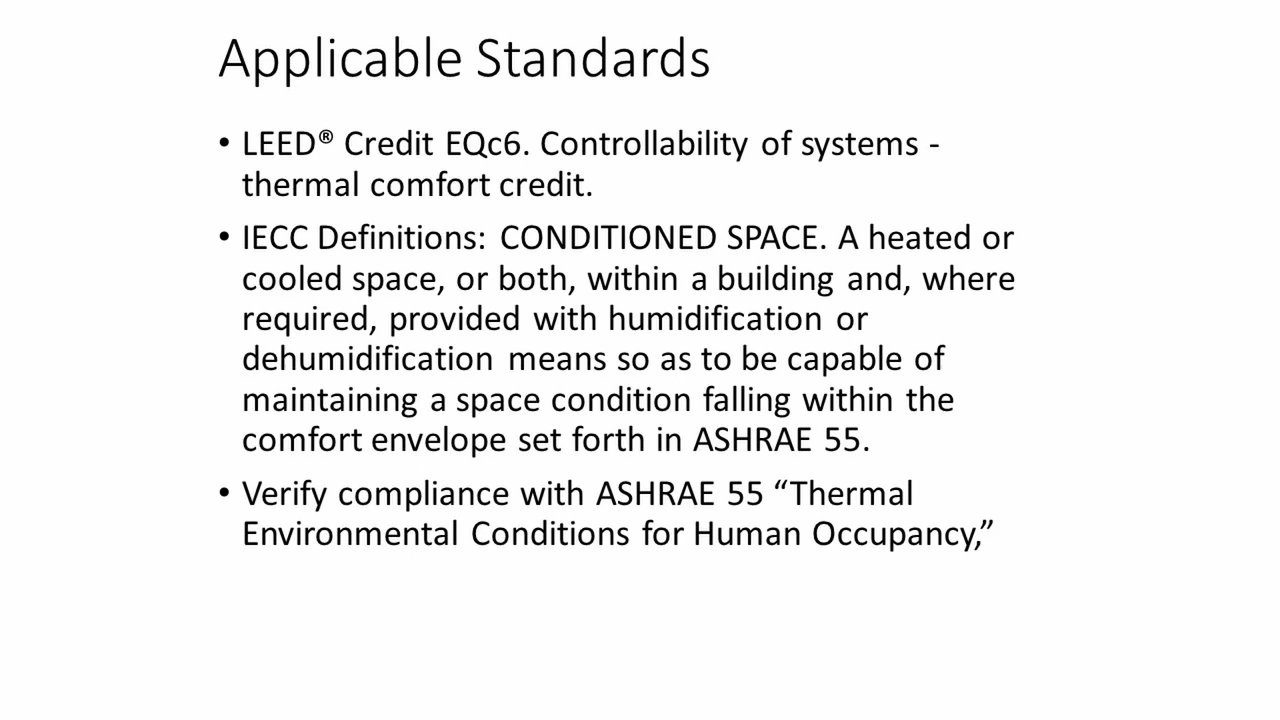 Applicable Standards
• LEED® Credit EQc6. Controllability of systems -
thermal comfort credit.
• IECC Definitions: CONDITIONED SPACE. A heated or
cooled space, or both, within a building and, where
required, provided with humidification or
dehumidification means so as to be capable of
maintaining a space condition falling within the
comfort envelope set forth in ASHRAE 55.
• Verify compliance with ASHRAE 55 “Thermal
Environmental Conditions for Human Occupancy,”